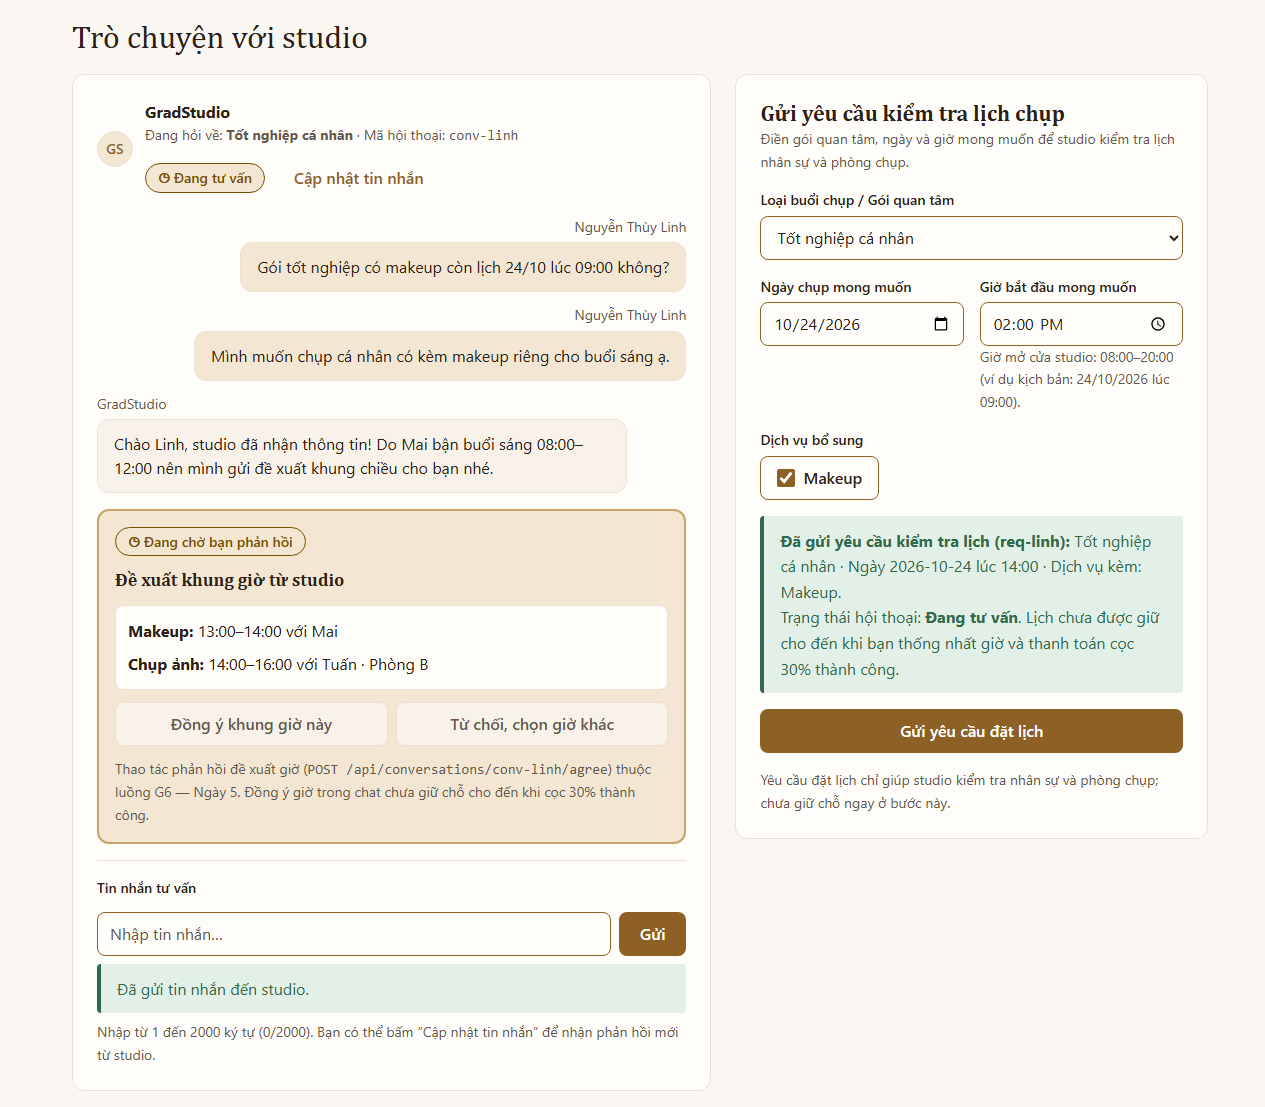 Trò chuyện với studio
GradStudio
Đang hỏi về: Tốt nghiệp cá nhân · Mã hội thoại: conv-linh
GS
Đang tư vấn
Cập nhật tin nhắn
Nguyễn Thùy Linh
Gói tốt nghiệp có makeup còn lịch 24/10 lúc 09:00 không?
Nguyễn Thùy Linh
Mình muốn chụp cá nhân có kèm makeup riêng cho buổi sáng ạ.
GradStudio
Chào Linh, studio đã nhận thông tin! Do Mai bận buổi sáng 08:00–
12:00 nên mình gửi đề xuất khung chiều cho bạn nhé.
Đang chờ bạn phản hồi
Đề xuất khung giờ từ studio
Makeup: 13:00–14:00 với Mai
Chụp ảnh: 14:00–16:00 với Tuấn · Phòng B
Đồng ý khung giờ này
Từ chối, chọn giờ khác
Thao tác phản hồi đề xuất giờ (POST /api/conversations/conv-linh/agree) thuộc
luồng G6 — Ngày 5. Đồng ý giờ trong chat chưa giữ chỗ cho đến khi cọc 30% thành
công.
Tin nhắn tư vấn
Nhập tin nhắn...
Gửi
Đã gửi tin nhắn đến studio.
Nhập từ 1 đến 2000 ký tự (0/2000). Bạn có thể bấm “Cập nhật tin nhắn” để nhận phản hồi mới
từ studio.
Gửi yêu cầu kiểm tra lịch chụp
Điền gói quan tâm, ngày và giờ mong muốn để studio kiểm tra lịch
nhân sự và phòng chụp.
Loại buổi chụp / Gói quan tâm
Tốt nghiệp cá nhân
Ngày chụp mong muốn
10/24/2026
Giờ bắt đầu mong muốn
02:00 PM
Giờ mở cửa studio: 08:00–20:00
(ví dụ kịch bản: 24/10/2026 lúc
09:00).
Dịch vụ bổ sung
Makeup
Đã gửi yêu cầu kiểm tra lịch (req-linh): Tốt nghiệp
cá nhân · Ngày 2026-10-24 lúc 14:00 · Dịch vụ kèm:
Makeup.
Trạng thái hội thoại: Đang tư vấn. Lịch chưa được giữ
cho đến khi bạn thống nhất giờ và thanh toán cọc
30% thành công.
Gửi yêu cầu đặt lịch
Yêu cầu đặt lịch chỉ giúp studio kiểm tra nhân sự và phòng chụp;
chưa giữ chỗ ngay ở bước này.